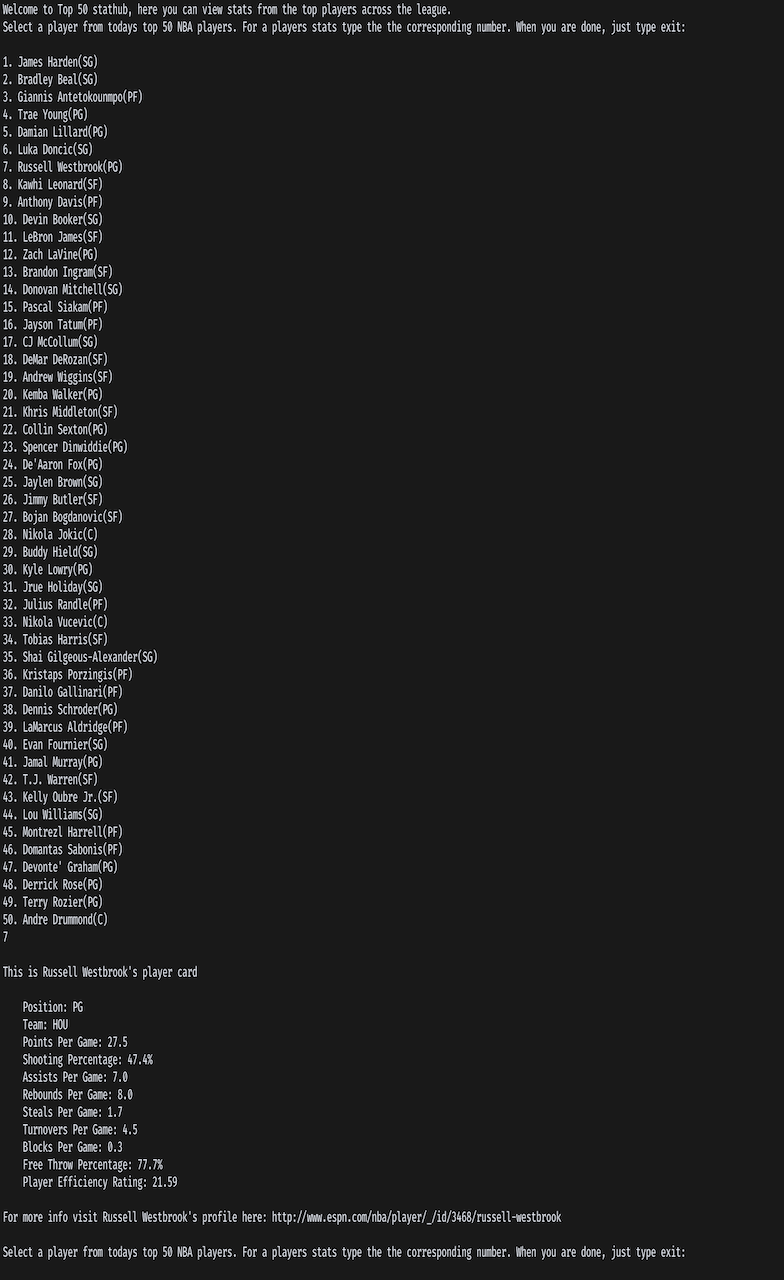 Welcome to Top 50 stathub, here you can view stats from the top players across the league.
Select a player from todays top 50 NBA players. For a players stats type the the corresponding number. When you are done, just type exit:
1. James Harden(SG)
2. Bradley Beal(SG)
3. Giannis Antetokounmpo(PF)
4. Trae Young(PG)
5. Damian Lillard(PG)
6. Luka Doncic(SG)
7. Russell Westbrook(PG)
8. Kawhi Leonard(SF)
9. Anthony Davis(PF)
10. Devin Booker(SG)
11. LeBron James(SF)
12. Zach LaVine(PG)
13. Brandon Ingram(SF)
14. Donovan Mitchell(SG)
15. Pascal Siakam(PF)
16. Jayson Tatum(PF)
17. CJ McCollum(SG)
18. DeMar DeRozan(SF)
19. Andrew Wiggins(SF)
20. Kemba Walker(PG)
21. Khris Middleton(SF)
22. Collin Sexton(PG)
23. Spencer Dinwiddie(PG)
24. De'Aaron Fox(PG)
25. Jaylen Brown(SG)
26. Jimmy Butler(SF)
27. Bojan Bogdanovic(SF)
28. Nikola Jokic(C)
29. Buddy Hield(SG)
30. Kyle Lowry(PG)
31. Jrue Holiday(SG)
32. Julius Randle(PF)
33. Nikola Vucevic(C)
34. Tobias Harris(SF)
35. Shai Gilgeous-Alexander(SG)
36. Kristaps Porzingis(PF)
37. Danilo Gallinari(PF)
38. Dennis Schroder(PG)
39. LaMarcus Aldridge(PF)
40. Evan Fournier(SG)
41. Jamal Murray(PG)
42. T.J. Warren(SF)
43. Kelly Oubre Jr.(SF)
44. Lou Williams(SG)
45. Montrezl Harrell(PF)
46. Domantas Sabonis(PF)
47. Devonte' Graham(PG)
48. Derrick Rose(PG)
49. Terry Rozier(PG)
50. Andre Drummond(C)
7
This is Russell Westbrook's player card
Position: PG
Team: HOU
Points Per Game: 27.5
Shooting Percentage: 47.4%
Assists Per Game: 7.0
Rebounds Per Game: 8.0
Steals Per Game: 1.7
Turnovers Per Game: 4.5
Blocks Per Game: 0.3
Free Throw Percentage: 77.7%
Player Efficiency Rating: 21.59
For more info visit Russell Westbrook's profile here: http://www.espn.com/nba/player/_/id/3468/russell-westbrook
Select a player from todays top 50 NBA players. For a players stats type the the corresponding number. When you are done, just type exit: